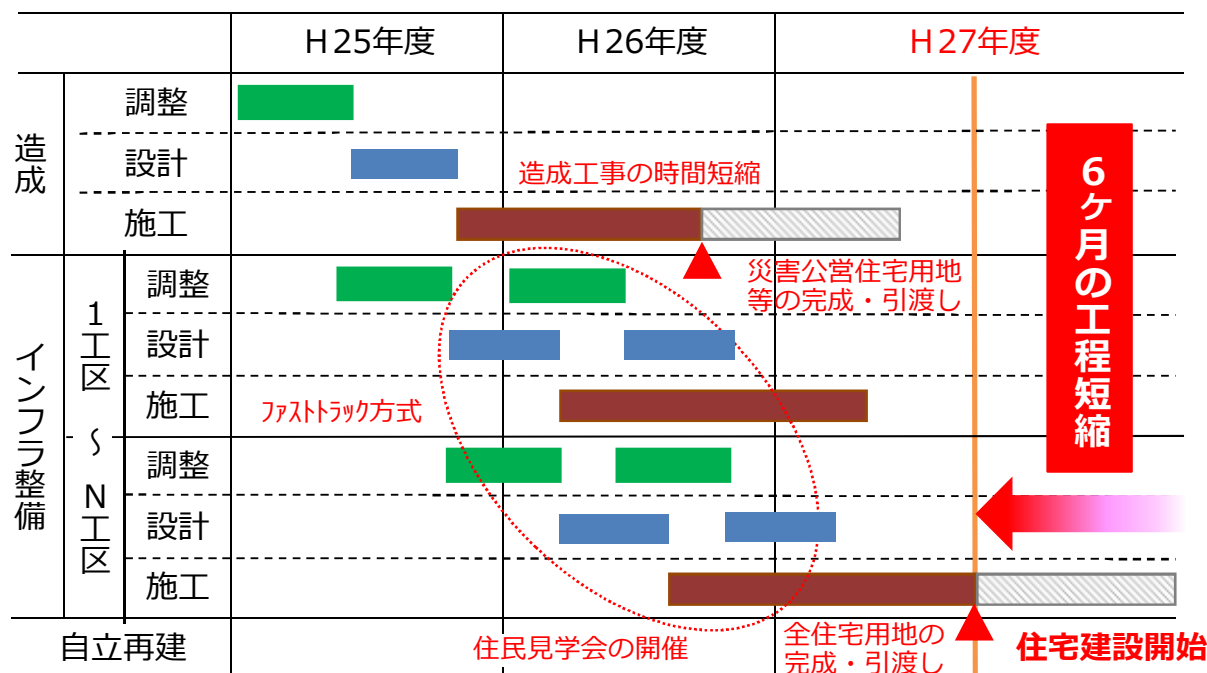 H25年度
H26年度
H27年度
造成
調整
設計
造成工事の時間短縮
施工
災害公営住宅用地
等の完成・引渡し
6ヶ月の工程短縮
インフラ整備
1工区
～
N工区
調整
設計
施工
ﾌｧｽﾄﾄﾗｯｸ方式
調整
設計
施工
自立再建
住民見学会の開催
全住宅用地の
完成・引渡し
住宅建設開始